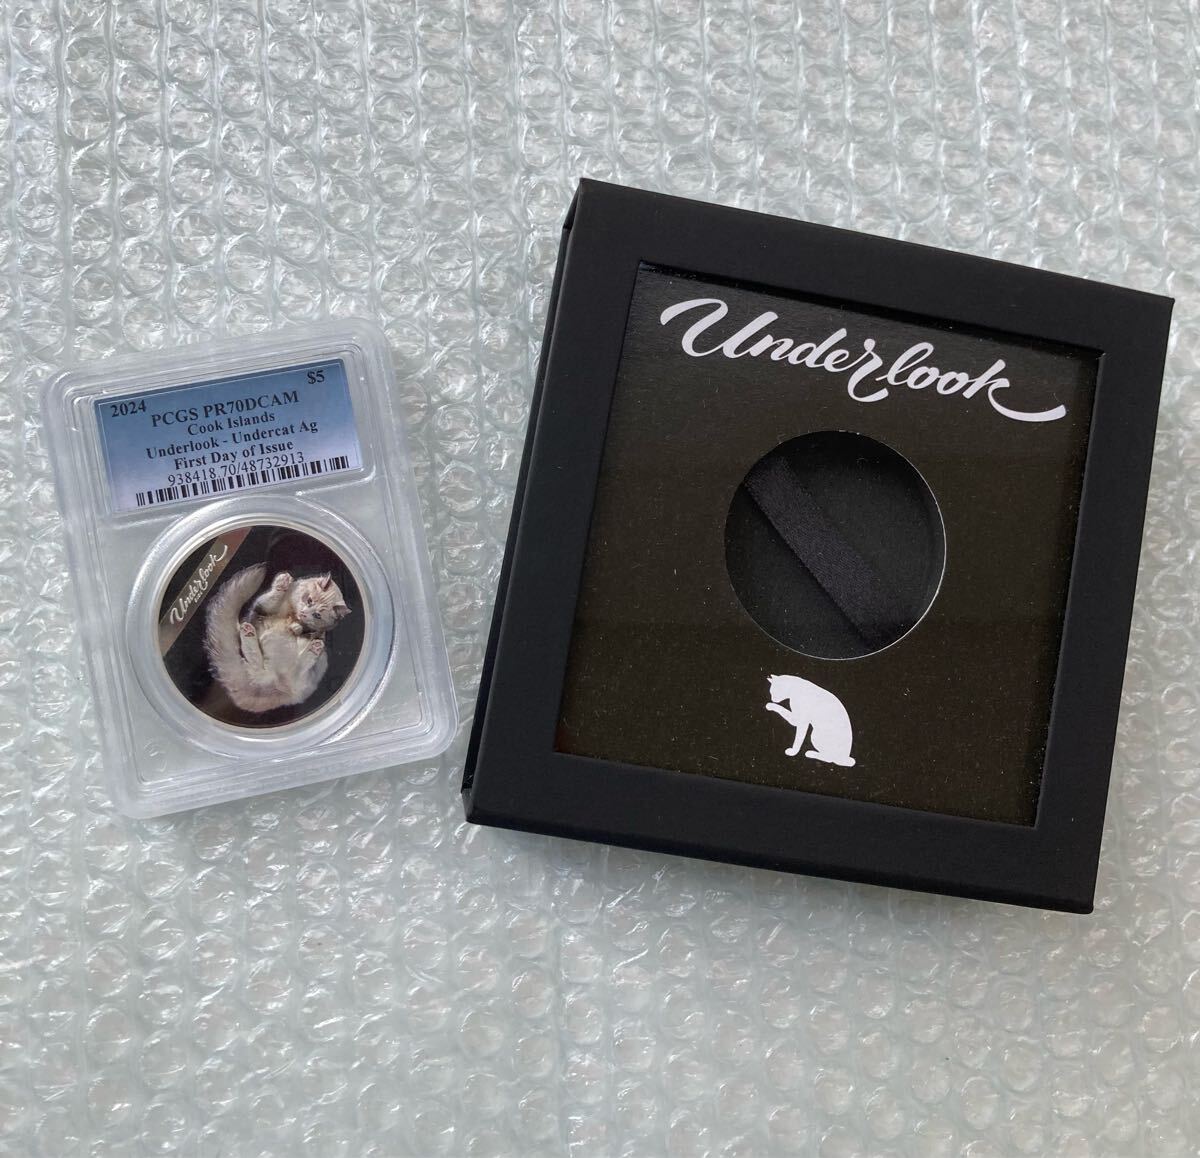 2024 $5
PCGS PR70DCAM
Cook Islands
Underlook - Undercat Ag
First Day of Issue
938418.70/48732913
Underlook
Underlook